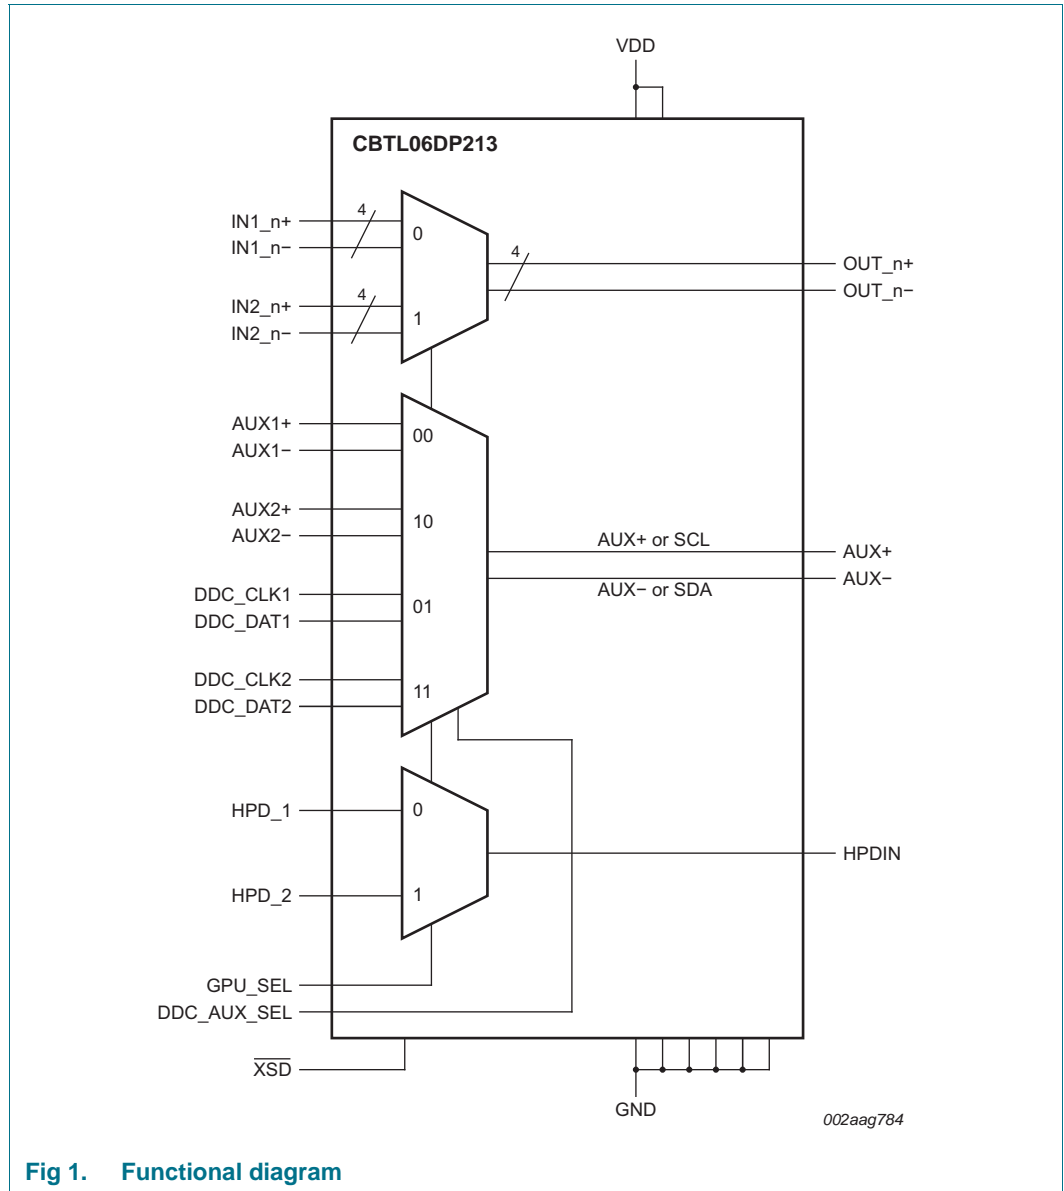 VDD
CBTL06DP213
IN1_n+
IN1_n−
4
0
IN2_n+
IN2_n−
4
1
4
OUT_n+
OUT_n−
AUX1+
AUX1−
00
AUX2+
AUX2−
10
DDC_CLK1
DDC_DAT1
01
DDC_CLK2
DDC_DAT2
11
AUX+ or SCL
AUX− or SDA
AUX+
AUX−
HPD_1
0
HPD_2
1
HPDIN
GPU_SEL
DDC_AUX_SEL
XSD
GND
002aag784
Fig 1. Functional diagram